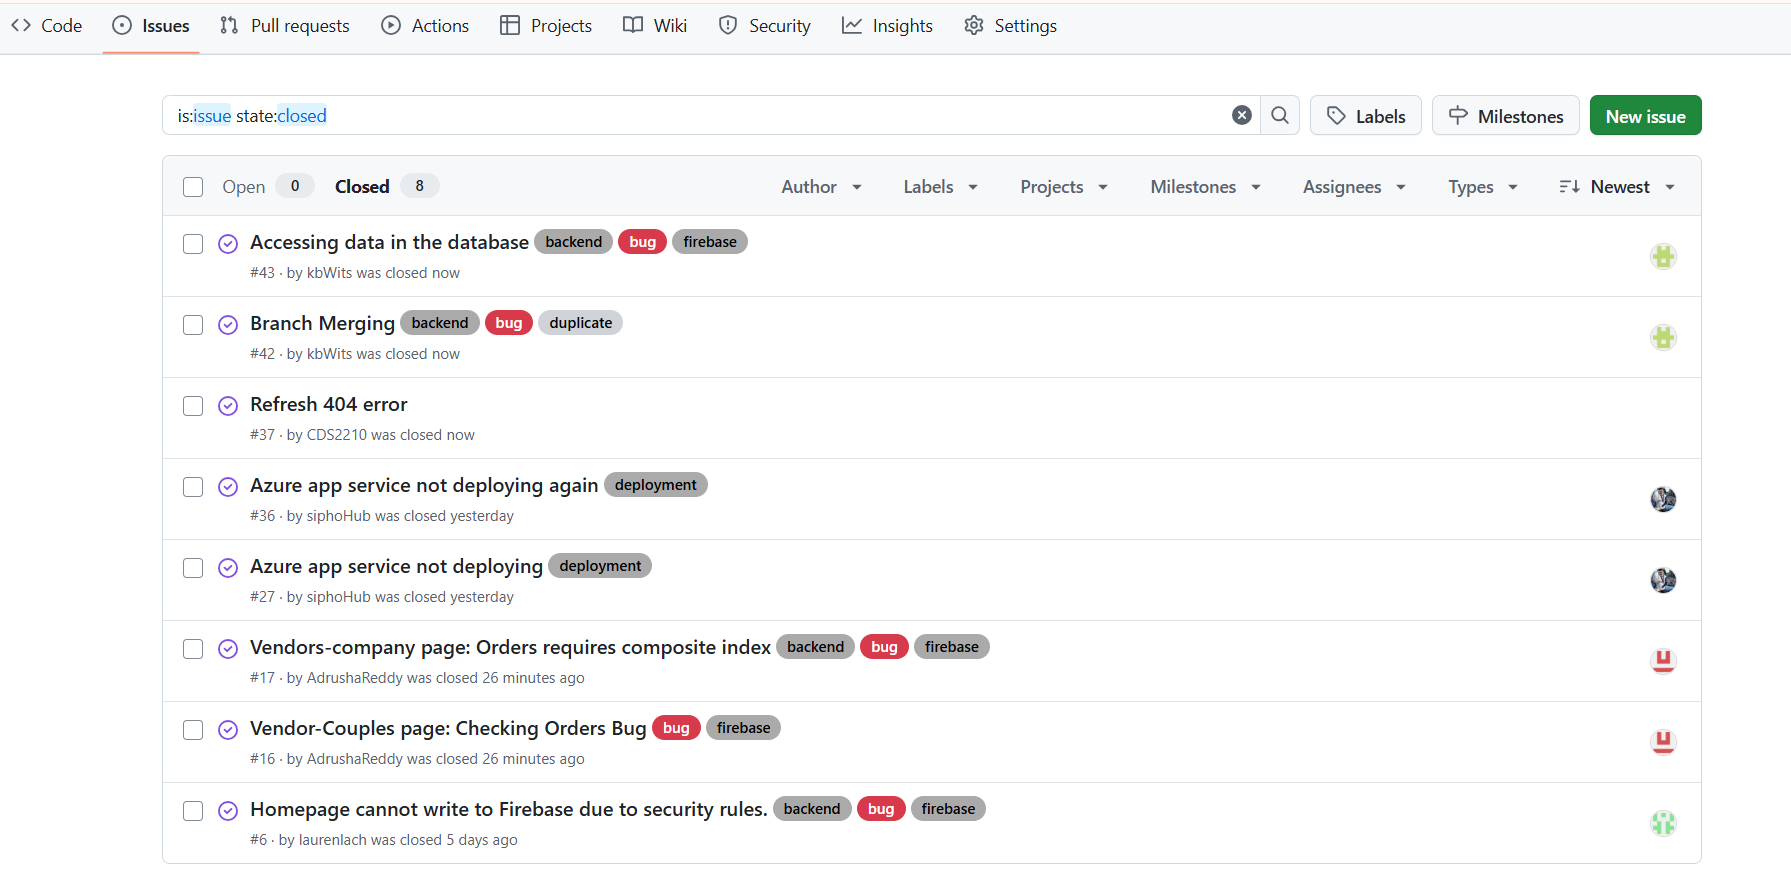 Code Issues Pull requests Actions Projects Wiki Security Insights Settings
is:issue state:closed Labels Milestones New issue
Open 0 Closed 8 Author Labels Projects Milestones Assignees Types Newest
Accessing data in the database backend bug firebase
#43 · by kbWits was closed now
Branch Merging backend bug duplicate
#42 · by kbWits was closed now
Refresh 404 error
#37 · by CDS2210 was closed now
Azure app service not deploying again deployment
#36 · by siphoHub was closed yesterday
Azure app service not deploying deployment
#27 · by siphoHub was closed yesterday
Vendors-company page: Orders requires composite index backend bug firebase
#17 · by AdrushaReddy was closed 26 minutes ago
Vendor-Couples page: Checking Orders Bug bug firebase
#16 · by AdrushaReddy was closed 26 minutes ago
Homepage cannot write to Firebase due to security rules. backend bug firebase
#6 · by laurenlach was closed 5 days ago